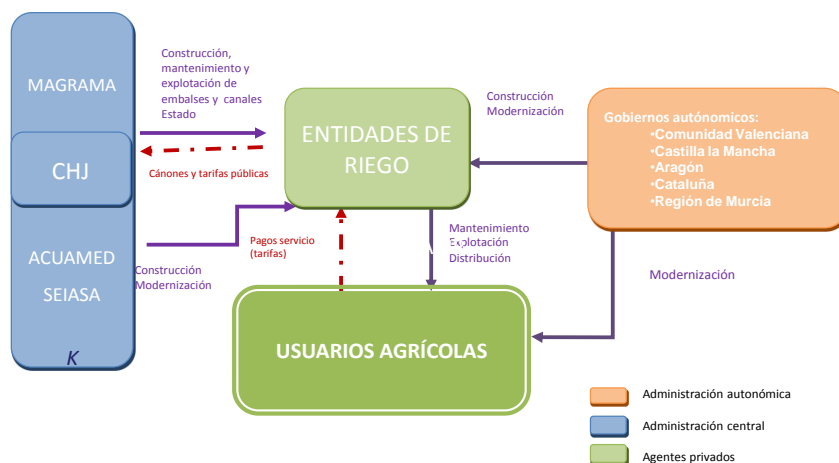 MAGRAMA
CHJ
ACUAMED
SEIASA
K
Construcción,
mantenimiento y
explotación de
embalses y canales
Estado
Cánones y tarifas públicas
Construcción
Modernización
ENTIDADES DE
RIEGO
Pagos servicio
(tarifas)
Mantenimiento
Explotación
Distribución
USUARIOS AGRÍCOLAS
Construcción
Modernización
Gobiernos autonómicos:
•Comunidad Valenciana
•Castilla la Mancha
•Aragón
•Cataluña
•Región de Murcia
Modernización
Administración autonómica
Administración central
Agentes privados